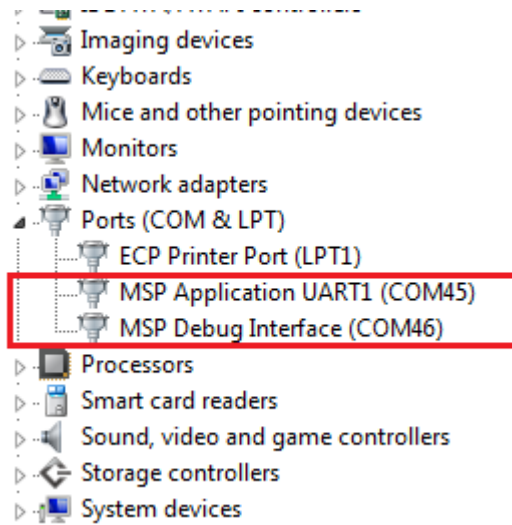 Imaging devices
Keyboards
Mice and other pointing devices
Monitors
Network adapters
Ports (COM & LPT)
ECP Printer Port (LPT1)
MSP Application UART1 (COM45)
MSP Debug Interface (COM46)
Processors
Smart card readers
Sound, video and game controllers
Storage controllers
System devices